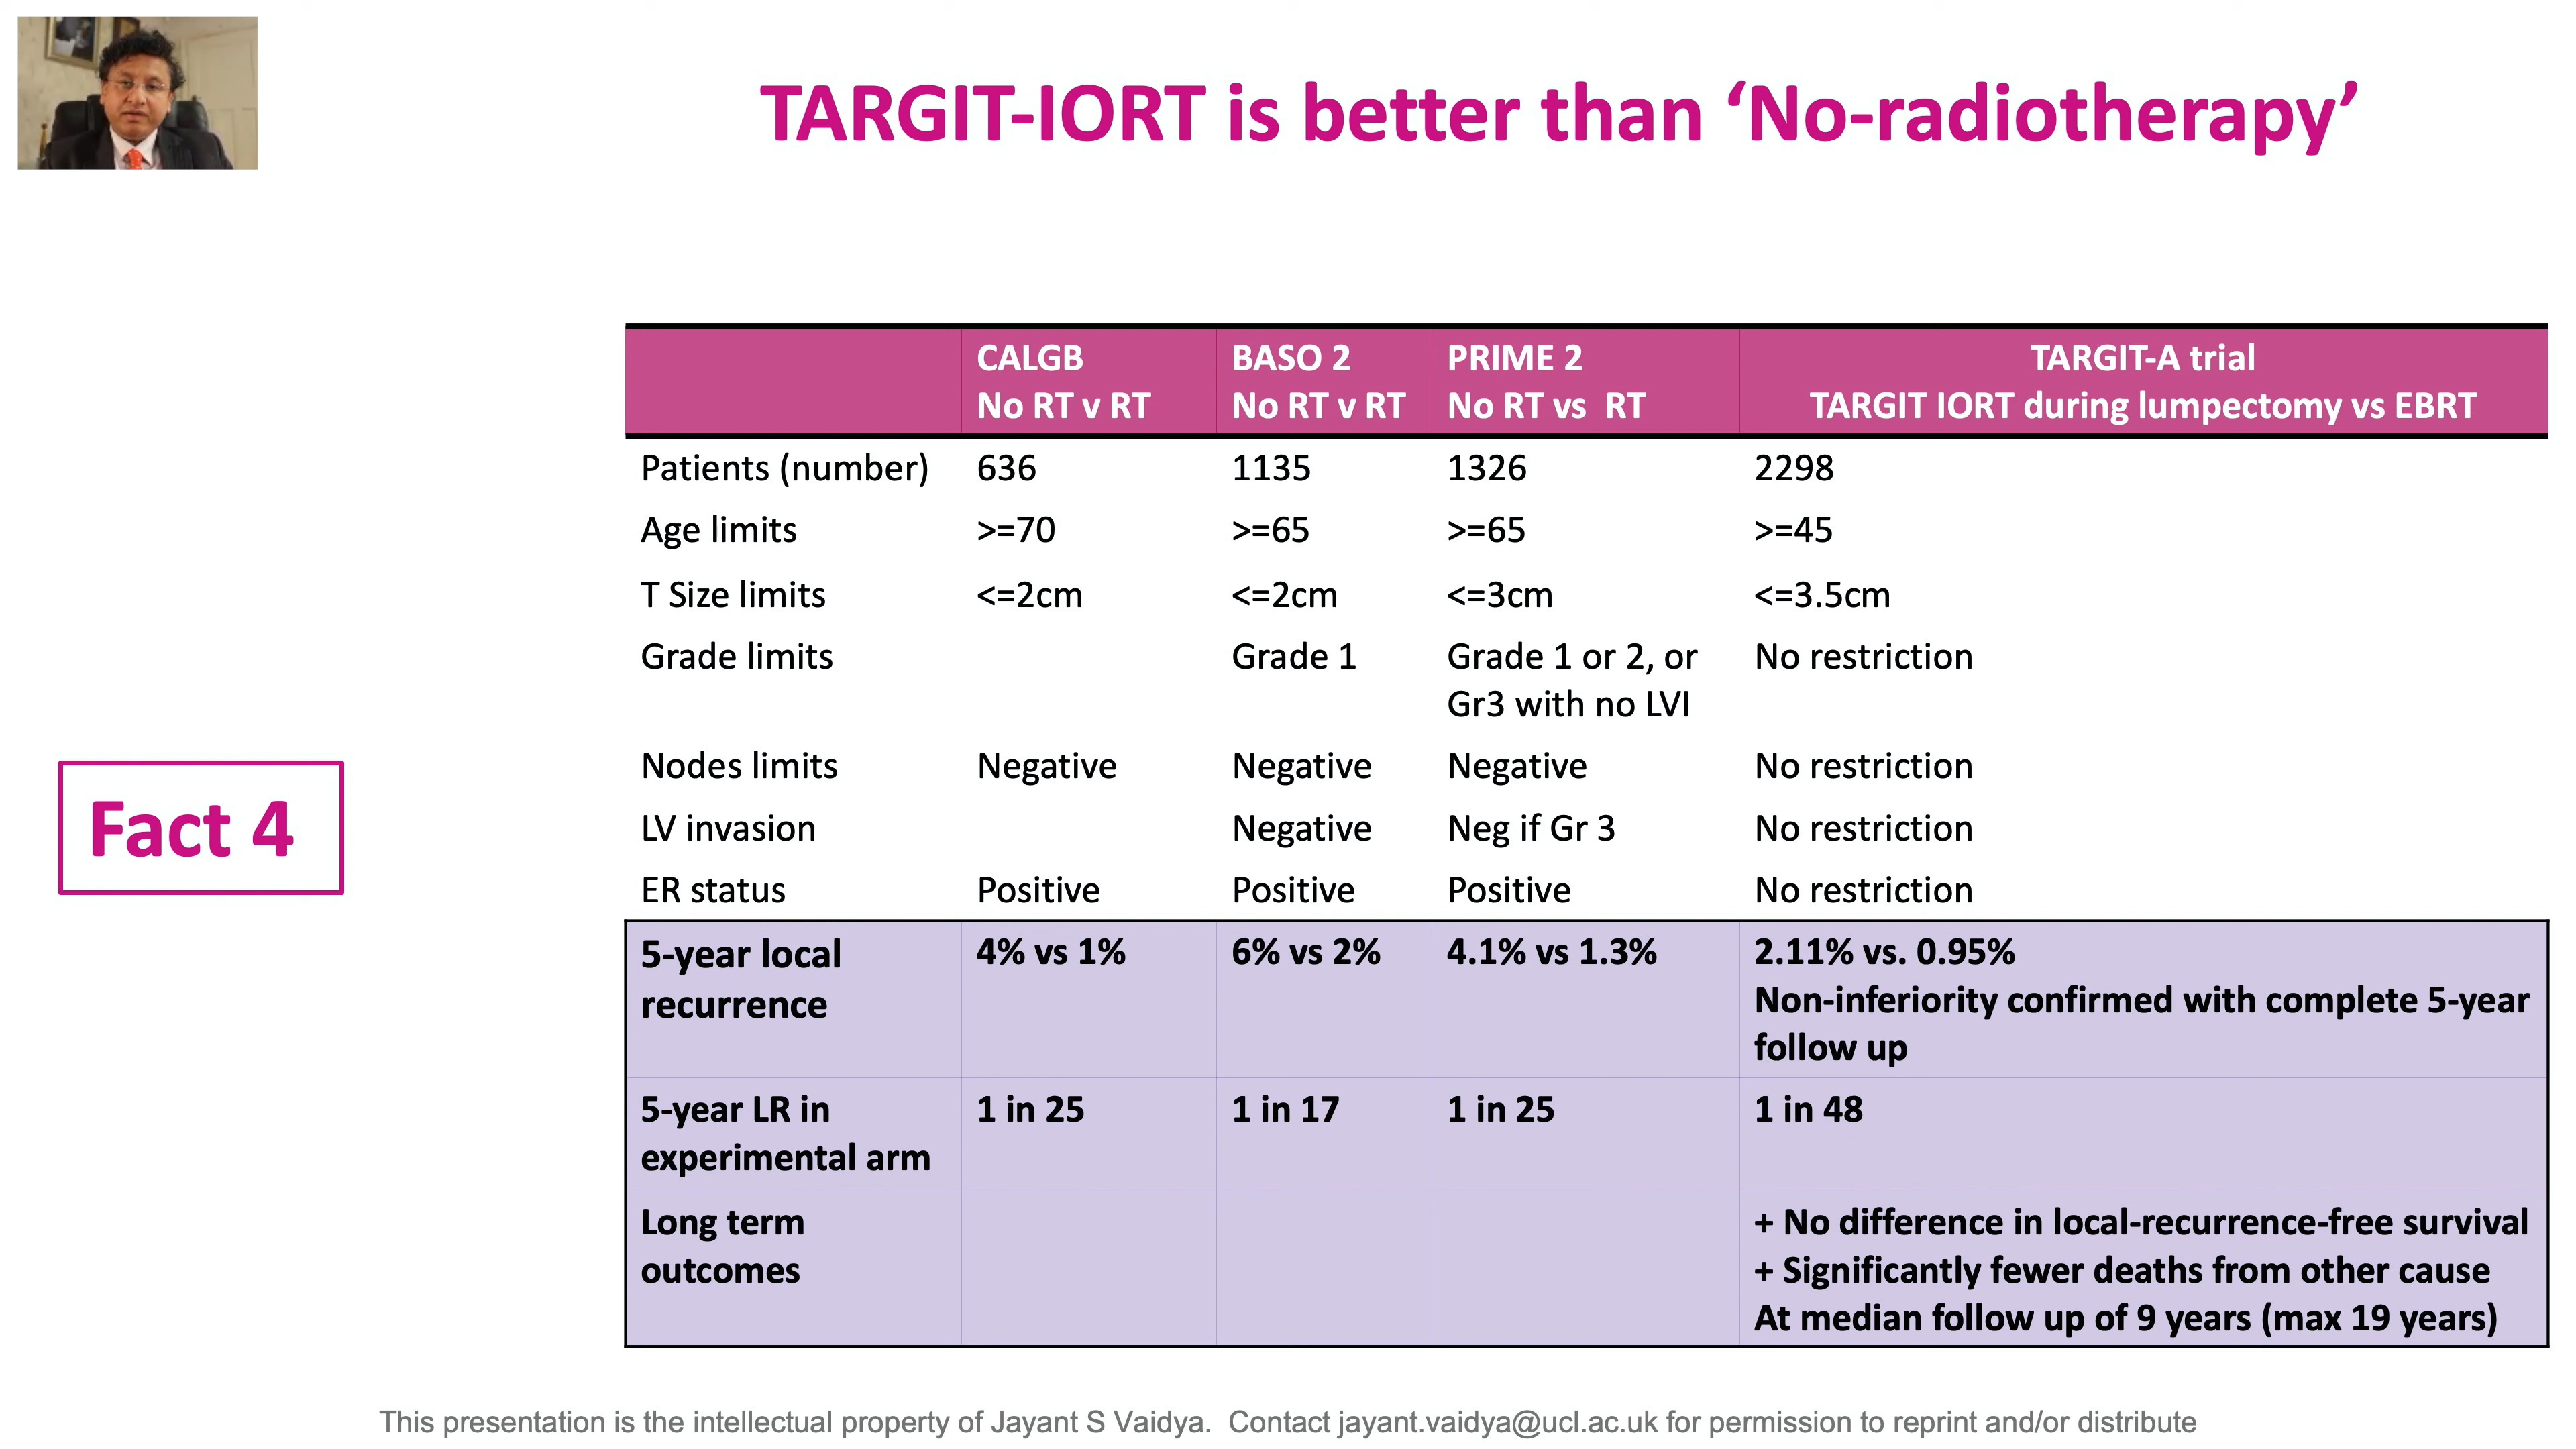 TARGIT-IORT is better than ‘No-radiotherapy’
Fact 4
CALGB
No RT v RT
BASO 2
No RT v RT
PRIME 2
No RT vs  RT
TARGIT-A trial
TARGIT IORT during lumpectomy vs EBRT
Patients (number) 636 1135 1326 2298
Age limits >=70 >=65 >=65 >=45
T Size limits <=2cm <=2cm <=3cm <=3.5cm
Grade limits Grade 1 Grade 1 or 2, or No restriction
Gr3 with no LVI
Nodes limits Negative Negative Negative No restriction
LV invasion Negative Neg if Gr 3 No restriction
ER status Positive Positive Positive No restriction
5-year local
recurrence
4% vs 1% 6% vs 2% 4.1% vs 1.3% 2.11% vs. 0.95%
Non-inferiority confirmed with complete 5-year
follow up
5-year LR in
experimental arm
1 in 25 1 in 17 1 in 25 1 in 48
Long term
outcomes
+ No difference in local-recurrence-free survival
+ Significantly fewer deaths from other cause
At median follow up of 9 years (max 19 years)
This presentation is the intellectual property of Jayant S Vaidya.  Contact jayant.vaidya@ucl.ac.uk for permission to reprint and/or distribute